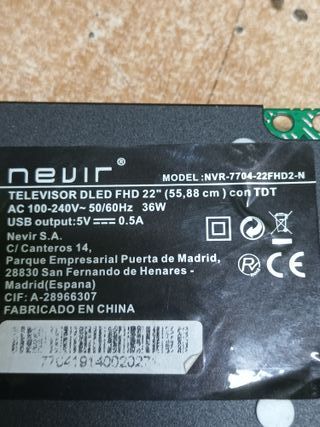 nevir®
MODEL:NVR-7704-22FHD2-N
TELEVISOR DLED FHD 22" (55,88 cm) con TDT
AC 100-240V~ 50/60Hz 36W
USB output:5V⎓0.5A
Nevir S.A.
C/ Canteros 14,
Parque Empresarial Puerta de Madrid,
28830 San Fernando de Henares -
Madrid(Espana)
CIF: A-28966307
FABRICADO EN CHINA